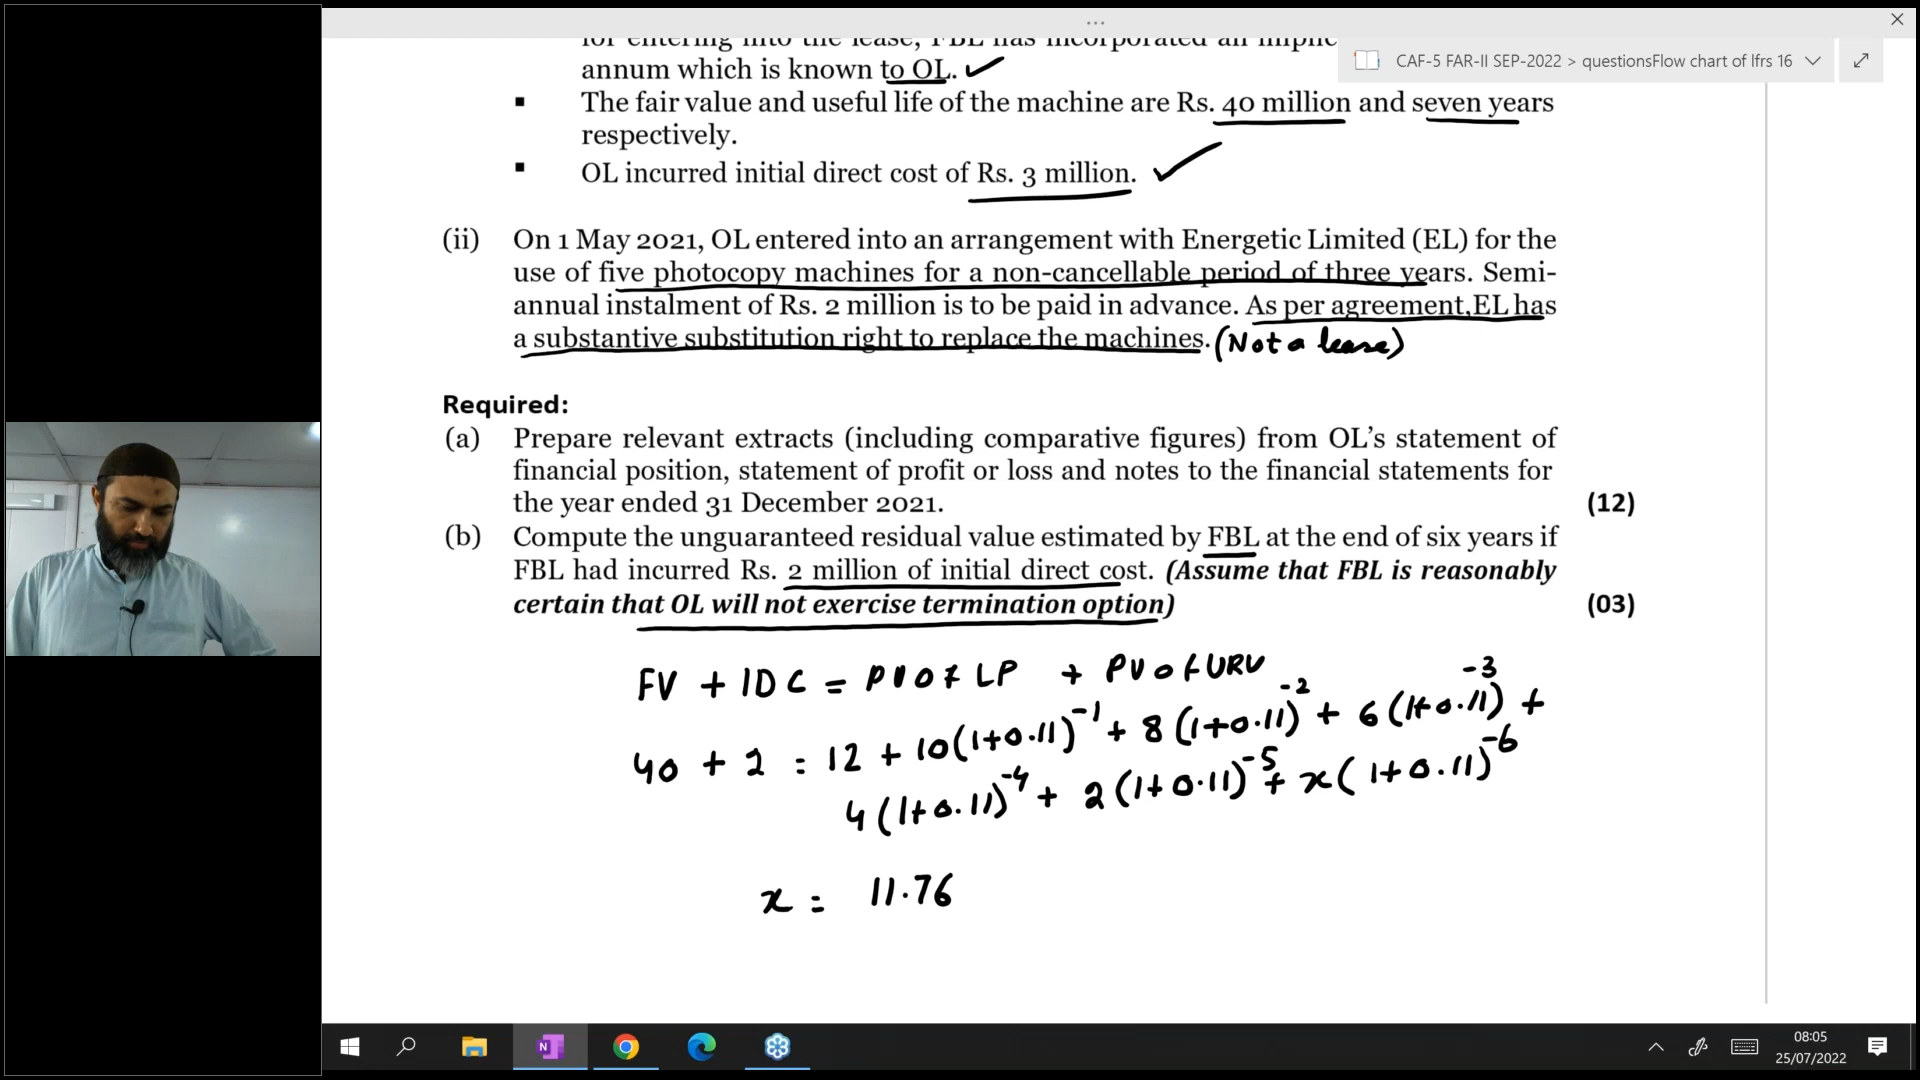 for entering into the lease, FBL has incorporated an implic
annum which is known to OL.
CAF-5 FAR-II SEP-2022 > questionsFlow chart of Ifrs 16
▪ The fair value and useful life of the machine are Rs. 40 million and seven years
respectively.
▪ OL incurred initial direct cost of Rs. 3 million.
(ii) On 1 May 2021, OL entered into an arrangement with Energetic Limited (EL) for the
use of five photocopy machines for a non-cancellable period of three years. Semi-
annual instalment of Rs. 2 million is to be paid in advance. As per agreement,EL has
a substantive substitution right to replace the machines. (Not a lease)
Required:
(a) Prepare relevant extracts (including comparative figures) from OL’s statement of
financial position, statement of profit or loss and notes to the financial statements for
the year ended 31 December 2021. (12)
(b) Compute the unguaranteed residual value estimated by FBL at the end of six years if
FBL had incurred Rs. 2 million of initial direct cost. (Assume that FBL is reasonably
certain that OL will not exercise termination option) (03)
FV + IDC = PV of LP + PV of URV
40 + 2 = 12 + 10(1+0.11)^-1 + 8(1+0.11)^-2 + 6(1+0.11)^-3 +
4(1+0.11)^-4 + 2(1+0.11)^-5 + x(1+0.11)^-6
x = 11.76
08:05
25/07/2022